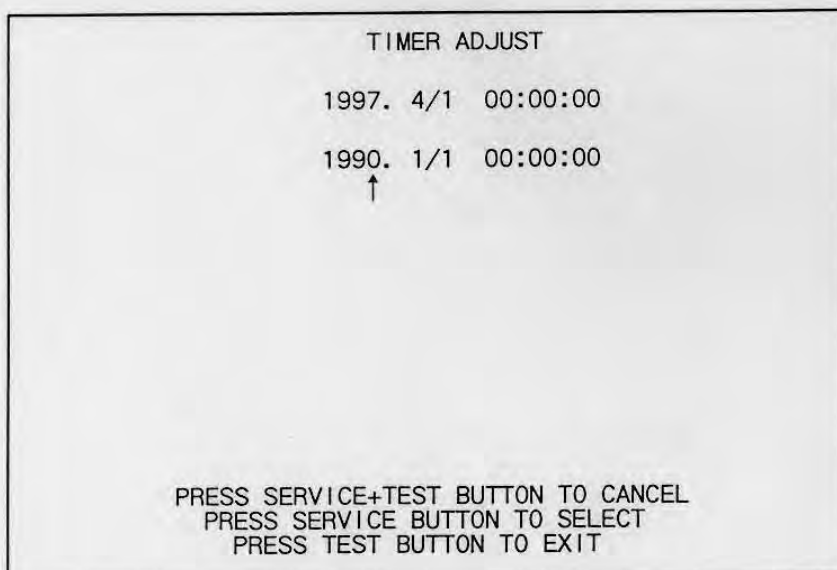 TIMER ADJUST
1997. 4/1 00:00:00
1990. 1/1 00:00:00
↑
PRESS SERVICE+TEST BUTTON TO CANCEL
PRESS SERVICE BUTTON TO SELECT
PRESS TEST BUTTON TO EXIT